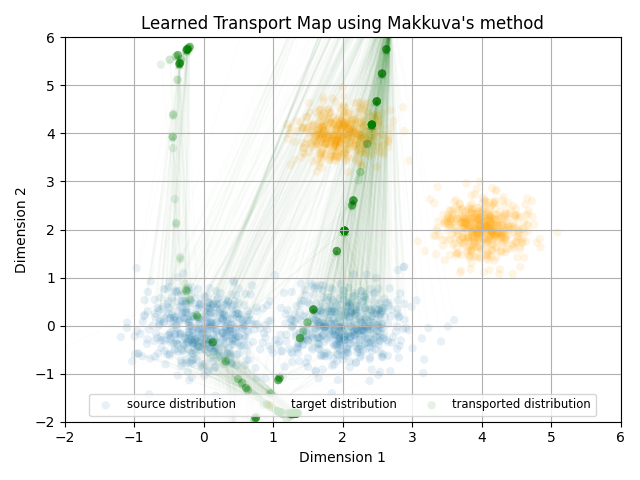 Learned Transport Map using Makkuva's method
6
5
4
3
2
1
0
−1
−2
Dimension 2
source distribution target distribution transported distribution
−2 −1 0 1 2 3 4 5 6
Dimension 1